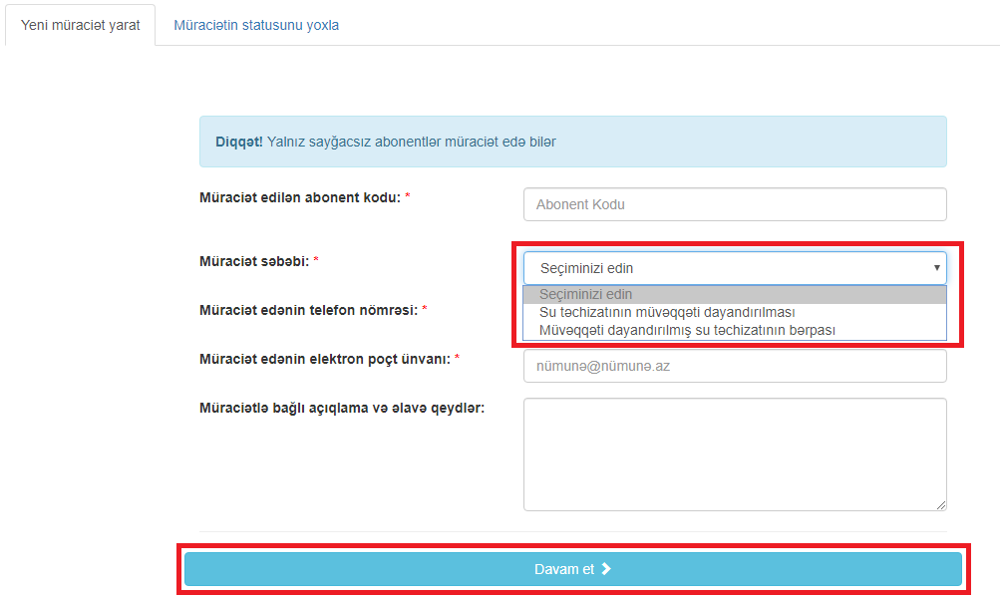 Yeni müraciət yarat
Müraciətin statusunu yoxla
Diqqət! Yalnız sayğacsız abonentlər müraciət edə bilər
Müraciət edilən abonent kodu: *
Abonent Kodu
Müraciət səbəbi: *
Seçiminizi edin
Seçiminizi edin
Su təchizatının müvəqqəti dayandırılması
Müvəqqəti dayandırılmış su təchizatının bərpası
Müraciət edənin telefon nömrəsi: *
Müraciət edənin elektron poçt ünvanı: *
nümunə@nümunə.az
Müraciətlə bağlı açıqlama və əlavə qeydlər:
Davam et